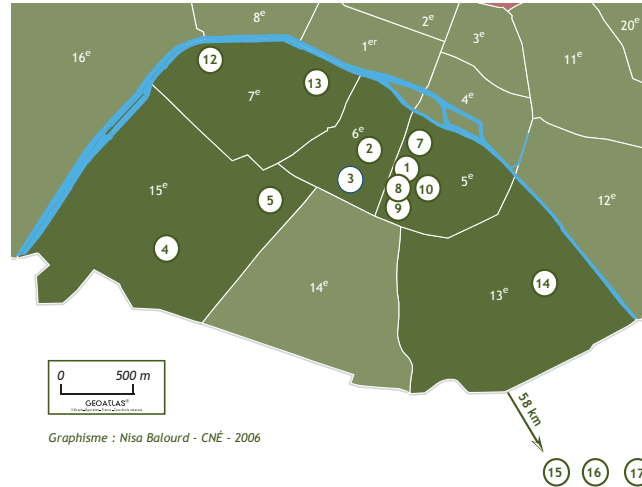 8e
2e
1er
3e
20e
16e
12
13
11e
7e
4e
6e
7
2
1
3
8
10
5e
15e
5
9
12e
4
14e
13e
14
0 500 m
GEOATLAS®
58 km
Graphisme : Nisa Balourd - CNÉ - 2006
15 16 17